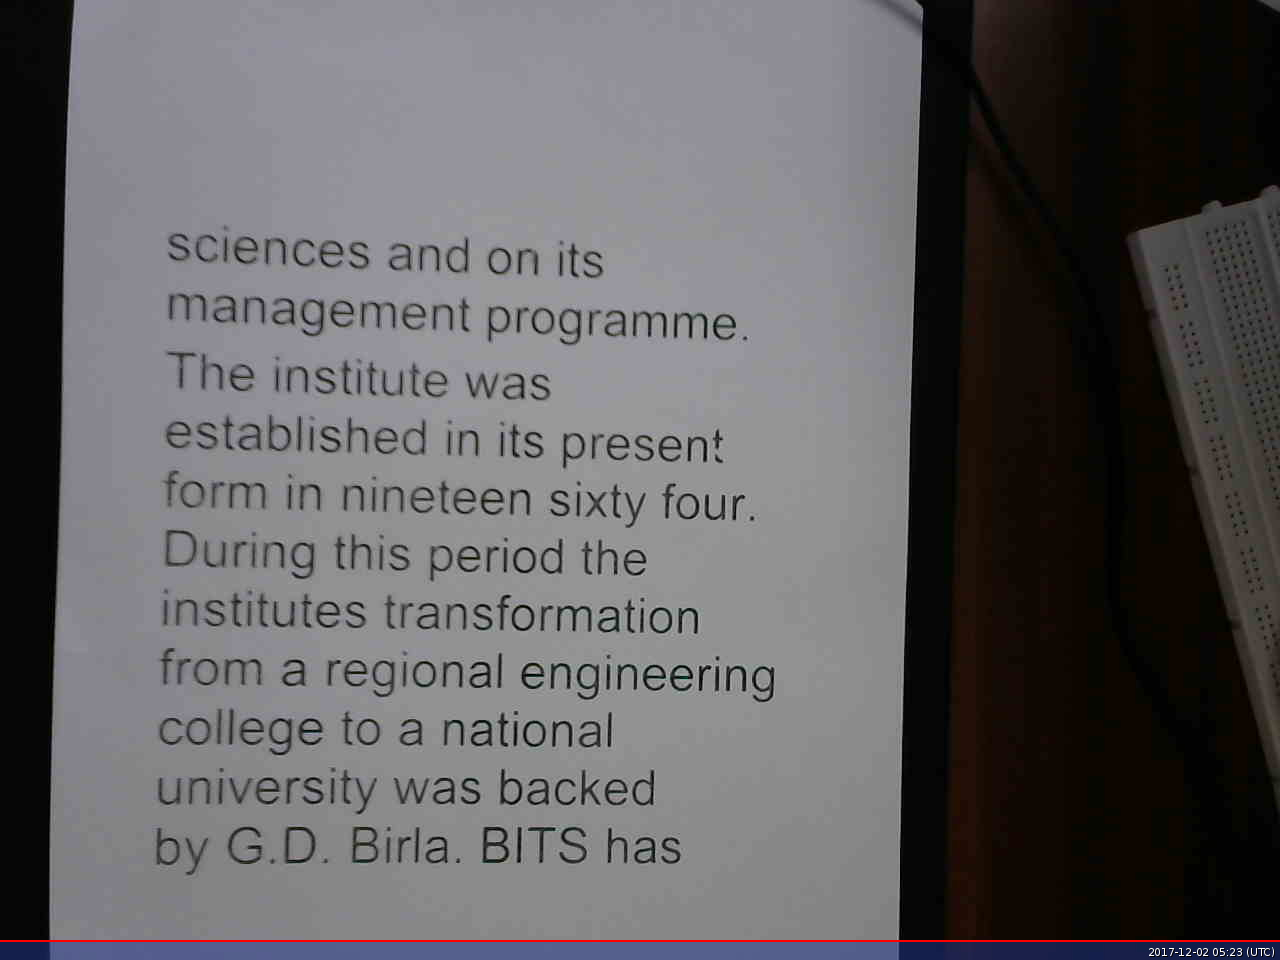 sciences and on its
management programme.
The institute was
established in its present
form in nineteen sixty four.
During this period the
institutes transformation
from a regional engineering
college to a national
university was backed
by G.D. Birla. BITS has
2017-12-02 05:23 (UTC)